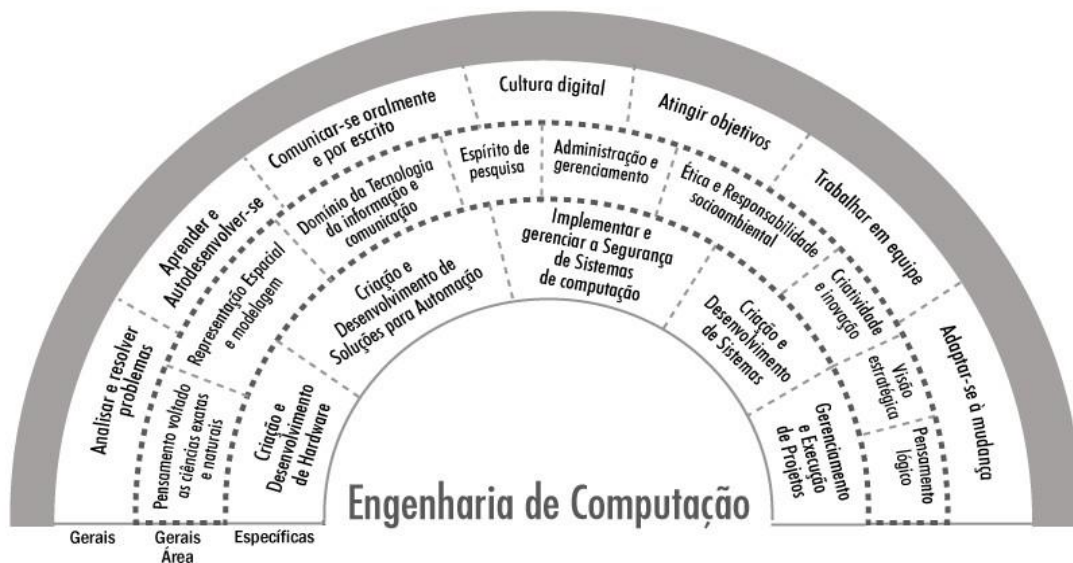 Analisar e resolver
problemas
Aprender e
Autodesenvolver-se
Comunicar-se oralmente
e por escrito
Cultura digital
Atingir objetivos
Trabalhar em equipe
Adaptar-se à mudança
Pensamento voltado
as ciências exatas
e naturais
Representação Espacial
e modelagem
Domínio da Tecnologia
da informação e
comunicação
Espírito de
pesquisa
Administração e
gerenciamento
Ética e Responsabilidade
socioambiental
Criatividade
e inovação
Visão
estratégica
Pensamento
lógico
Criação e
Desenvolvimento
de Hardware
Criação e
Desenvolvimento de
Soluções para Automação
Implementar e
gerenciar a Segurança
de Sistemas
de computação
Criação e
Desenvolvimento
de Sistemas
Gerenciamento
e Execução
de Projetos
Engenharia de Computação
Gerais
Gerais
Área
Específicas